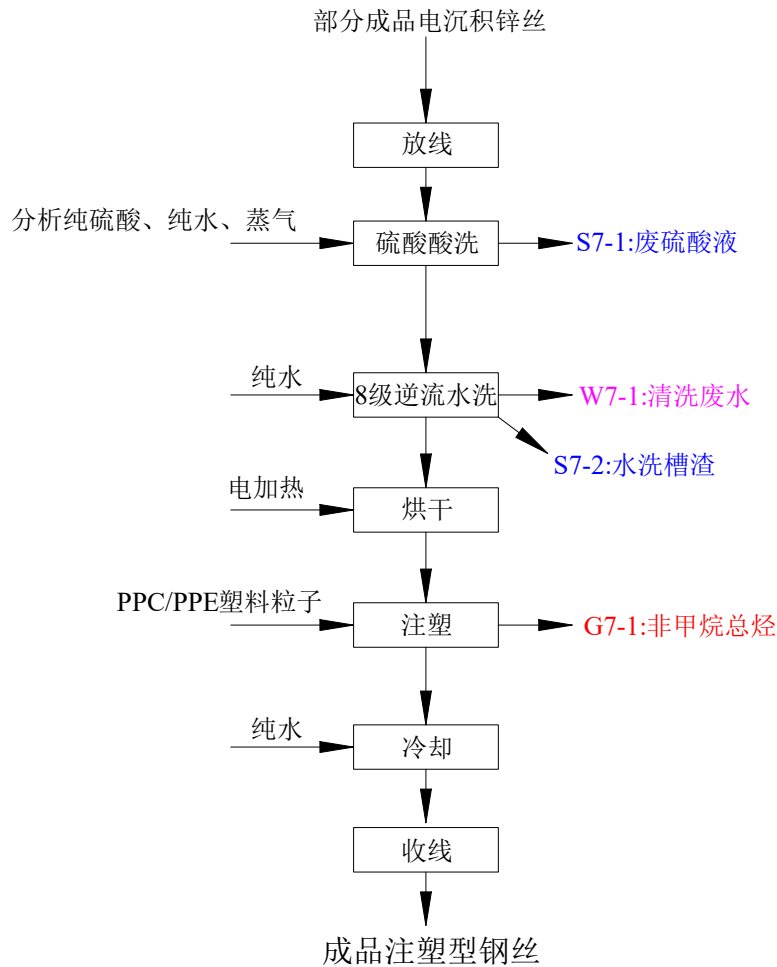 部分成品电沉积锌丝
放线
分析纯硫酸、纯水、蒸气
硫酸酸洗
S7-1:废硫酸液
纯水
8级逆流水洗
W7-1:清洗废水
S7-2:水洗槽渣
电加热
烘干
PPC/PPE塑料粒子
注塑
G7-1:非甲烷总烃
纯水
冷却
收线
成品注塑型钢丝